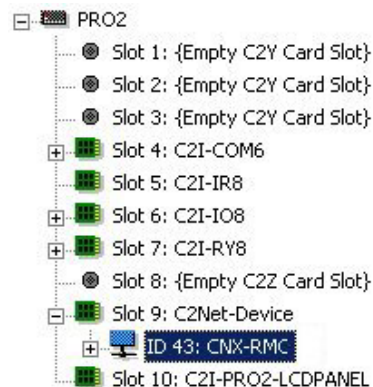 PRO2
Slot 1: {Empty C2Y Card Slot}
Slot 2: {Empty C2Y Card Slot}
Slot 3: {Empty C2Y Card Slot}
Slot 4: C2I-COM6
Slot 5: C2I-IR8
Slot 6: C2I-IO8
Slot 7: C2I-RY8
Slot 8: {Empty C2Z Card Slot}
Slot 9: C2Net-Device
ID 43: CNX-RMC
Slot 10: C2I-PRO2-LCDPANEL